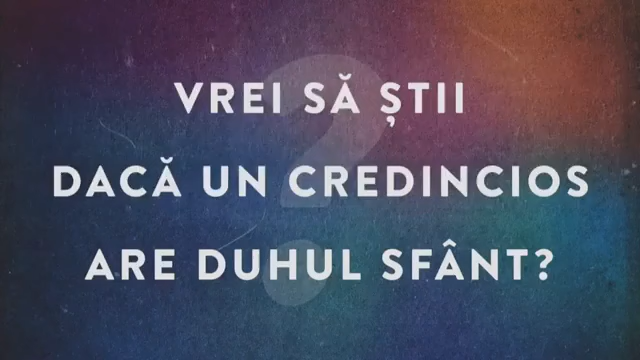 VREI SĂ ȘTII
DACĂ UN CREDINCIOS
ARE DUHUL SFÂNT?